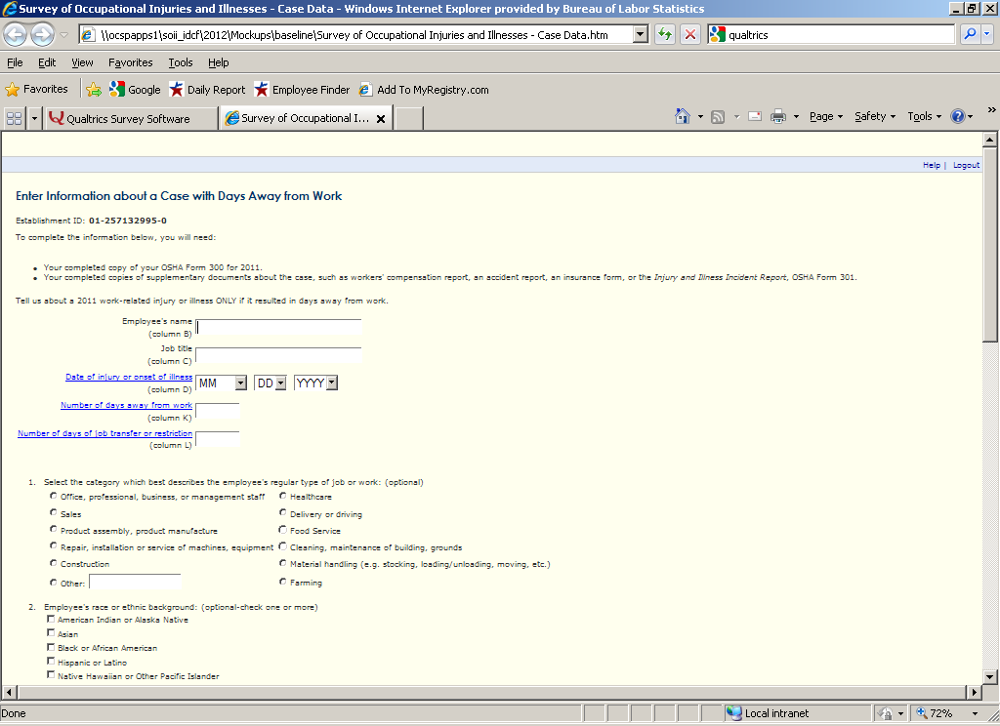 Survey of Occupational Injuries and Illnesses - Case Data - Windows Internet Explorer provided by Bureau of Labor Statistics
\\ocspapps1\soii_idcf\2012\Mockups\baseline\Survey of Occupational Injuries and Illnesses - Case Data.htm qualtrics
File Edit View Favorites Tools Help
Favorites Google Daily Report Employee Finder Add To MyRegistry.com
Qualtrics Survey Software Survey of Occupational I... Page Safety Tools »
Help | Logout
Enter Information about a Case with Days Away from Work
Establishment ID: 01-257132995-0
To complete the information below, you will need:
• Your completed copy of your OSHA Form 300 for 2011.
• Your completed copies of supplementary documents about the case, such as workers' compensation report, an accident report, an insurance form, or the Injury and Illness Incident Report, OSHA Form 301.
Tell us about a 2011 work-related injury or illness ONLY if it resulted in days away from work.
Employee's name
(column B)
Job title
(column C)
Date of injury or onset of illness MM DD YYYY
(column D)
Number of days away from work
(column K)
Number of days of job transfer or restriction
(column L)
1. Select the category which best describes the employee's regular type of job or work: (optional)
Office, professional, business, or management staff Healthcare
Sales Delivery or driving
Product assembly, product manufacture Food Service
Repair, installation or service of machines, equipment Cleaning, maintenance of building, grounds
Construction Material handling (e.g. stocking, loading/unloading, moving, etc.)
Other: Farming
2. Employee's race or ethnic background: (optional-check one or more)
American Indian or Alaska Native
Asian
Black or African American
Hispanic or Latino
Native Hawaiian or Other Pacific Islander
Done Local intranet 72%